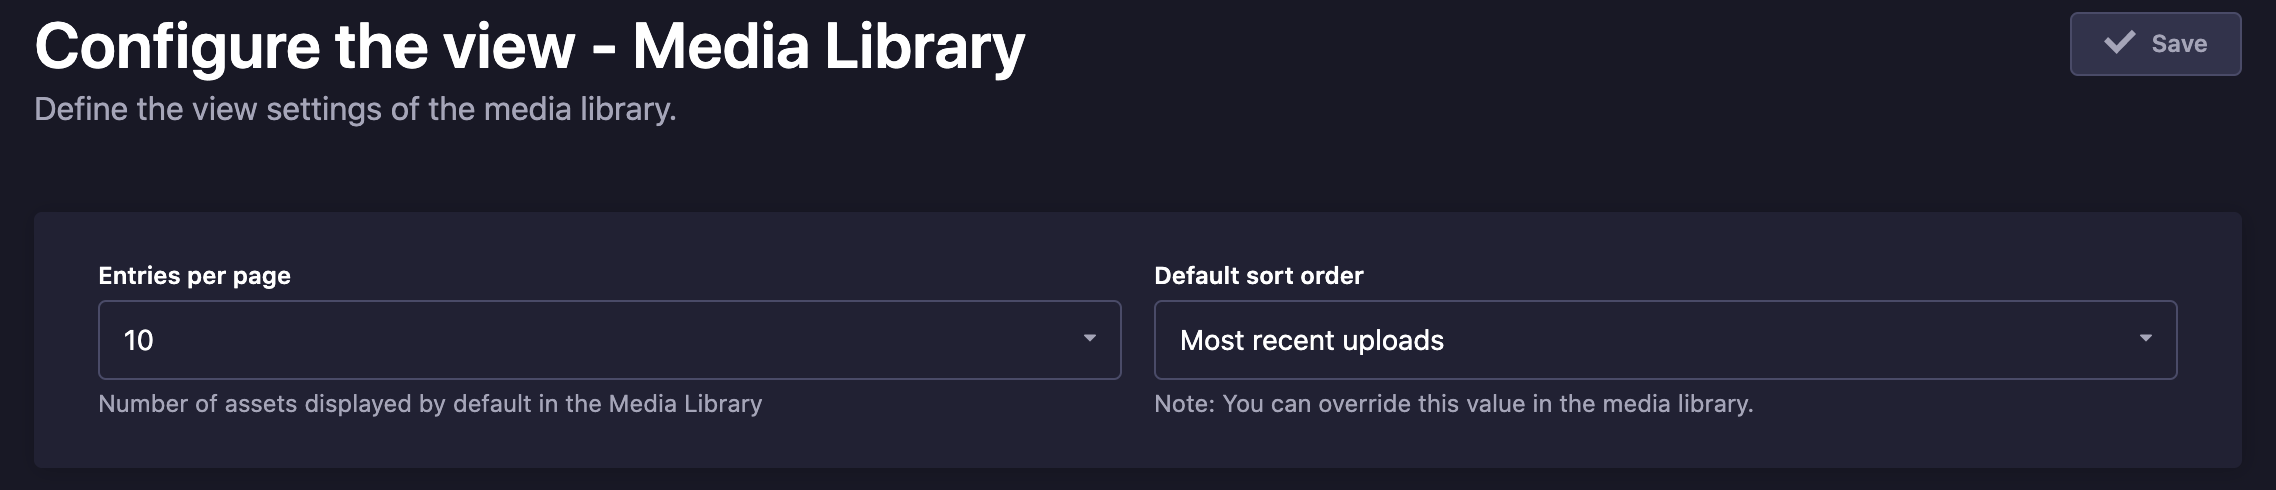 Configure the view - Media Library
Save
Define the view settings of the media library.
Entries per page
10
Number of assets displayed by default in the Media Library
Default sort order
Most recent uploads
Note: You can override this value in the media library.